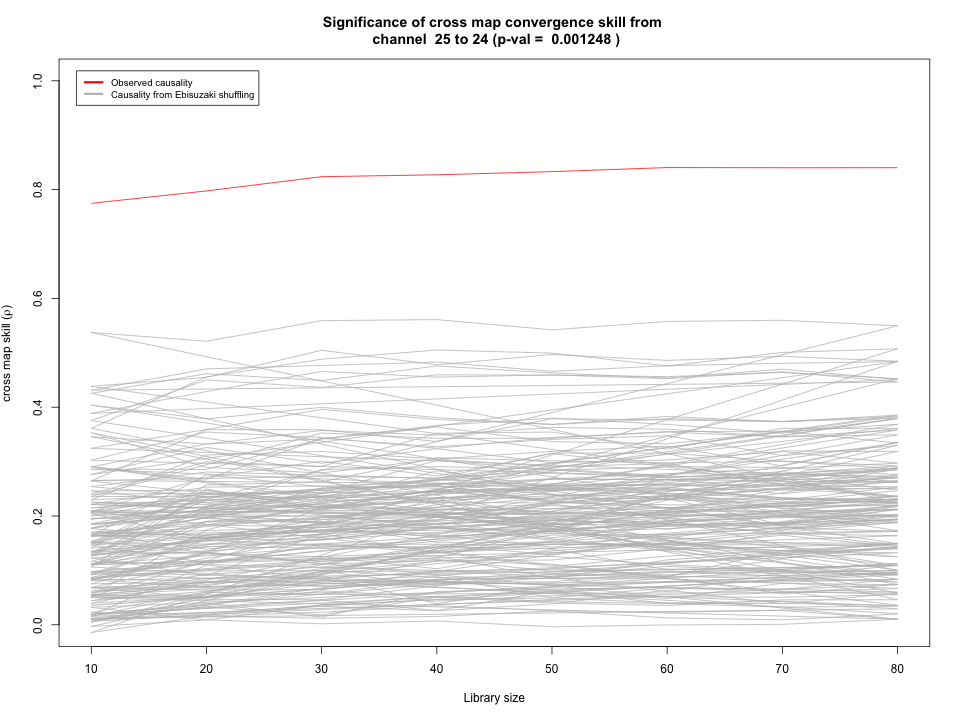 Significance of cross map convergence skill from
channel  25 to 24 (p-val =  0.001248 )
Observed causality
Causality from Ebisuzaki shuffling
1.0
0.8
0.6
0.4
0.2
0.0
cross map skill (ρ)
10 20 30 40 50 60 70 80
Library size